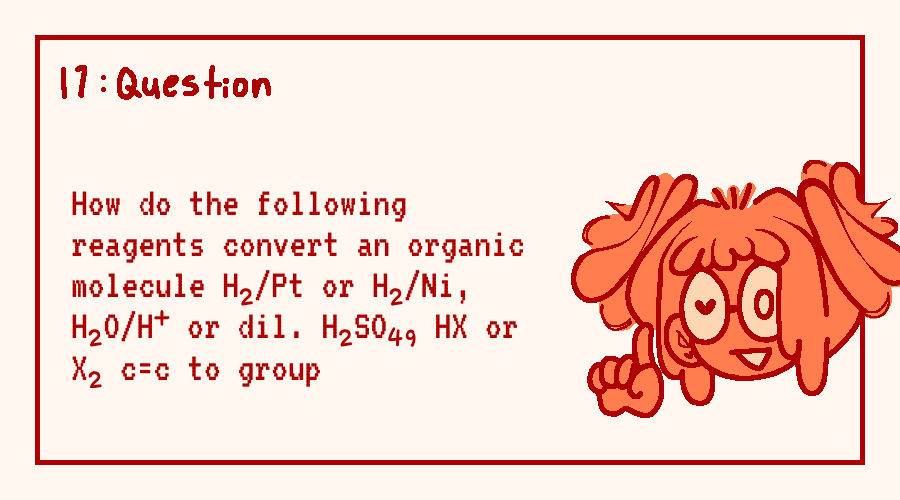 17: Question
How do the following
reagents convert an organic
molecule H₂/Pt or H₂/Ni,
H₂O/H⁺ or dil. H₂SO₄₉ HX or
X₂ c=c to group